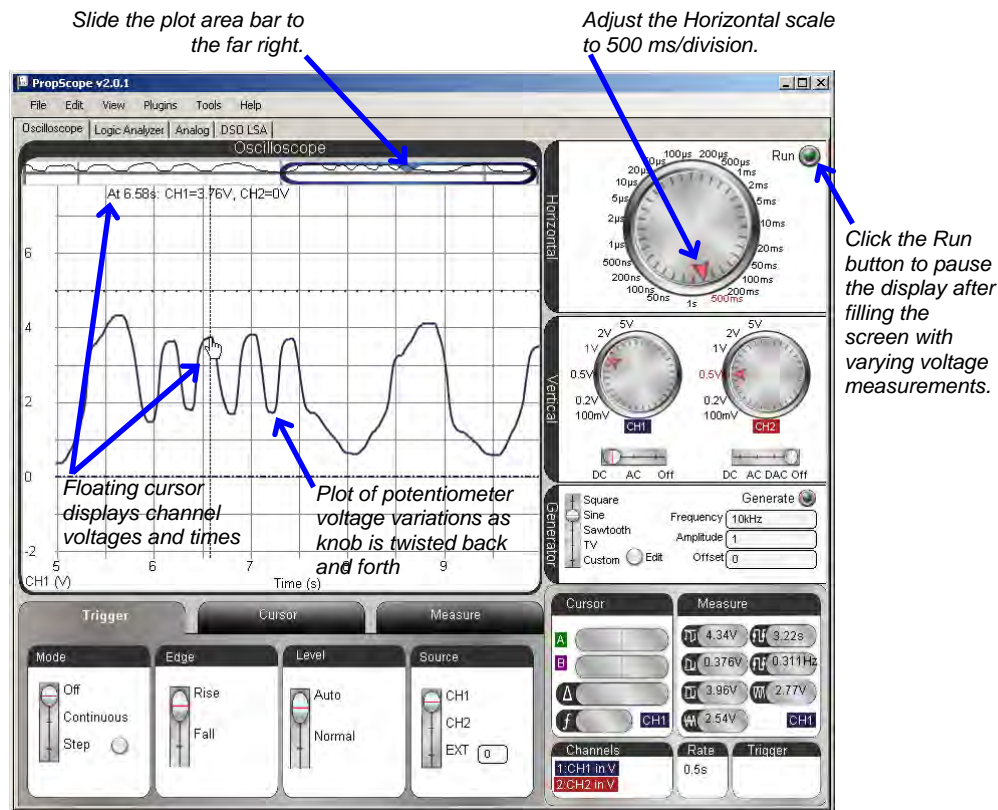 Slide the plot area bar to
the far right.
Adjust the Horizontal scale
to 500 ms/division.
PropScope v2.0.1
File Edit View Plugins Tools Help
Oscilloscope Logic Analyzer Analog DSO LSA
Oscilloscope
At 6.58s: CH1=3.76V, CH2=0V
6
4
2
0
-2
5 6 7 8 9
CH1 (V)
Time (s)
Floating cursor
displays channel
voltages and times
Plot of potentiometer
voltage variations as
knob is twisted back
and forth
Horizontal
Run
50ns
100ns
200ns
500ns
1µs
2µs
5µs
10µs
20µs
50µs
100µs
200µs
500µs
1ms
2ms
5ms
20ms
50ms
100ms
200ms
500ms
1s
Click the Run
button to pause
the display after
filling the
screen with
varying voltage
measurements.
Vertical
5V
2V
1V
0.5V
0.2V
100mV
CH1
DC AC Off
5V
2V
1V
0.5V
0.2V
100mV
CH2
DC AC DAC Off
Generator
Square
Sine
Sawtooth
TV
Custom
Edit
Generate
Frequency 10kHz
Amplitude 1
Offset 0
Trigger Cursor Measure
Mode
Off
Continuous
Step
Edge
Rise
Fall
Level
Auto
Normal
Source
CH1
CH2
EXT 0
Cursor
A
B
Δ
f
CH1
Measure
4.34V 3.22s
0.376V 0.311Hz
3.96V 2.77V
2.54V CH1
Channels
1:CH1 in V
2:CH2 in V
Rate
0.5s
Trigger